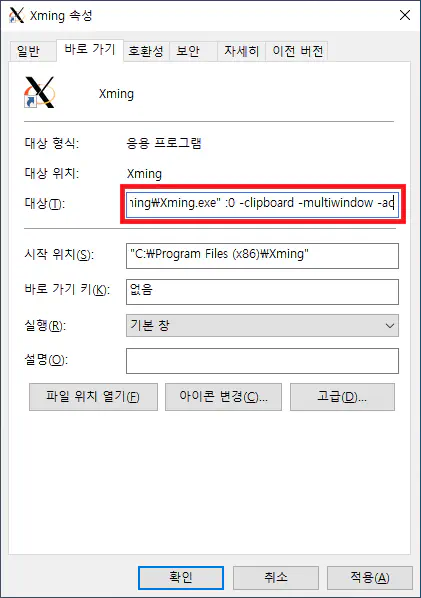 Xming 속성
일반 바로 가기 호환성 보안 자세히 이전 버전
Xming
대상 형식: 응용 프로그램
대상 위치: Xming
대상(T): ning₩Xming.exe" :0 -clipboard -multiwindow -ac
시작 위치(S): "C:₩Program Files (x86)₩Xming"
바로 가기 키(K): 없음
실행(R): 기본 창
설명(O):
파일 위치 열기(F) 아이콘 변경(C)... 고급(D)...
확인 취소 적용(A)